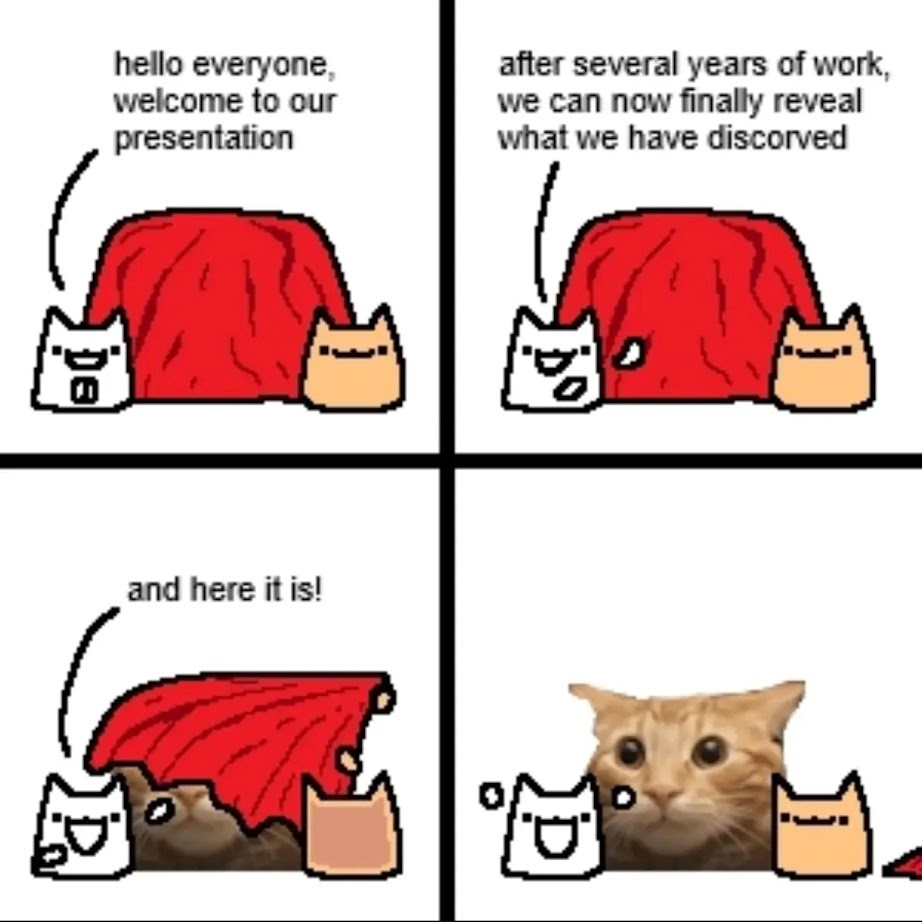 hello everyone,
welcome to our
presentation
after several years of work,
we can now finally reveal
what we have discorved
and here it is!